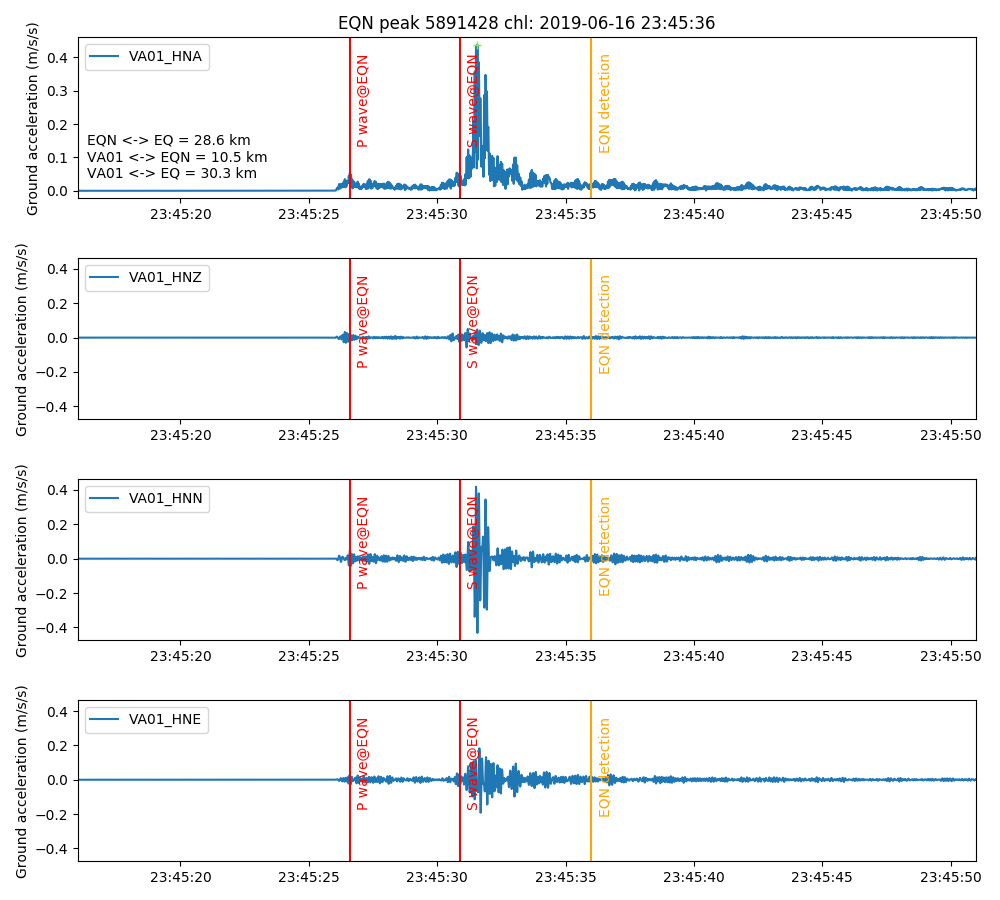 EQN peak 5891428 chl: 2019-06-16 23:45:36
Ground acceleration (m/s/s)
0.4
0.3
0.2
0.1
0.0
VA01_HNA
EQN <-> EQ = 28.6 km
VA01 <-> EQN = 10.5 km
VA01 <-> EQ = 30.3 km
P wave@EQN
S wave@EQN
EQN detection
23:45:20 23:45:25 23:45:30 23:45:35 23:45:40 23:45:45 23:45:50
Ground acceleration (m/s/s)
0.4
0.2
0.0
−0.2
−0.4
VA01_HNZ
P wave@EQN
S wave@EQN
EQN detection
23:45:20 23:45:25 23:45:30 23:45:35 23:45:40 23:45:45 23:45:50
Ground acceleration (m/s/s)
0.4
0.2
0.0
−0.2
−0.4
VA01_HNN
P wave@EQN
S wave@EQN
EQN detection
23:45:20 23:45:25 23:45:30 23:45:35 23:45:40 23:45:45 23:45:50
Ground acceleration (m/s/s)
0.4
0.2
0.0
−0.2
−0.4
VA01_HNE
P wave@EQN
S wave@EQN
EQN detection
23:45:20 23:45:25 23:45:30 23:45:35 23:45:40 23:45:45 23:45:50